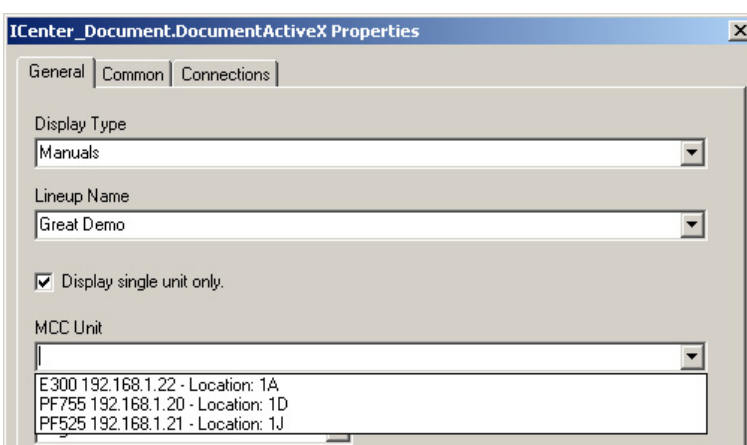 ICenter_Document.DocumentActiveX Properties
General Common Connections
Display Type
Manuals
Lineup Name
Great Demo
Display single unit only.
MCC Unit
E300 192.168.1.22 - Location: 1A
PF755 192.168.1.20 - Location: 1D
PF525 192.168.1.21 - Location: 1J